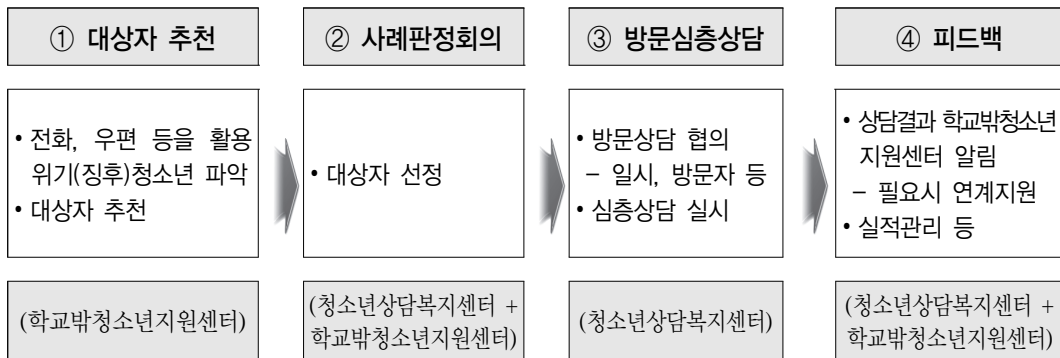 ① 대상자 추천
• 전화, 우편 등을 활용
위기(징후)청소년 파악
• 대상자 추천
(학교밖청소년지원센터)
② 사례판정회의
• 대상자 선정
(청소년상담복지센터 +
학교밖청소년지원센터)
③ 방문심층상담
• 방문상담 협의
– 일시, 방문자 등
• 심층상담 실시
(청소년상담복지센터)
④ 피드백
• 상담결과 학교밖청소년
지원센터 알림
– 필요시 연계지원
• 실적관리 등
(청소년상담복지센터 +
학교밖청소년지원센터)